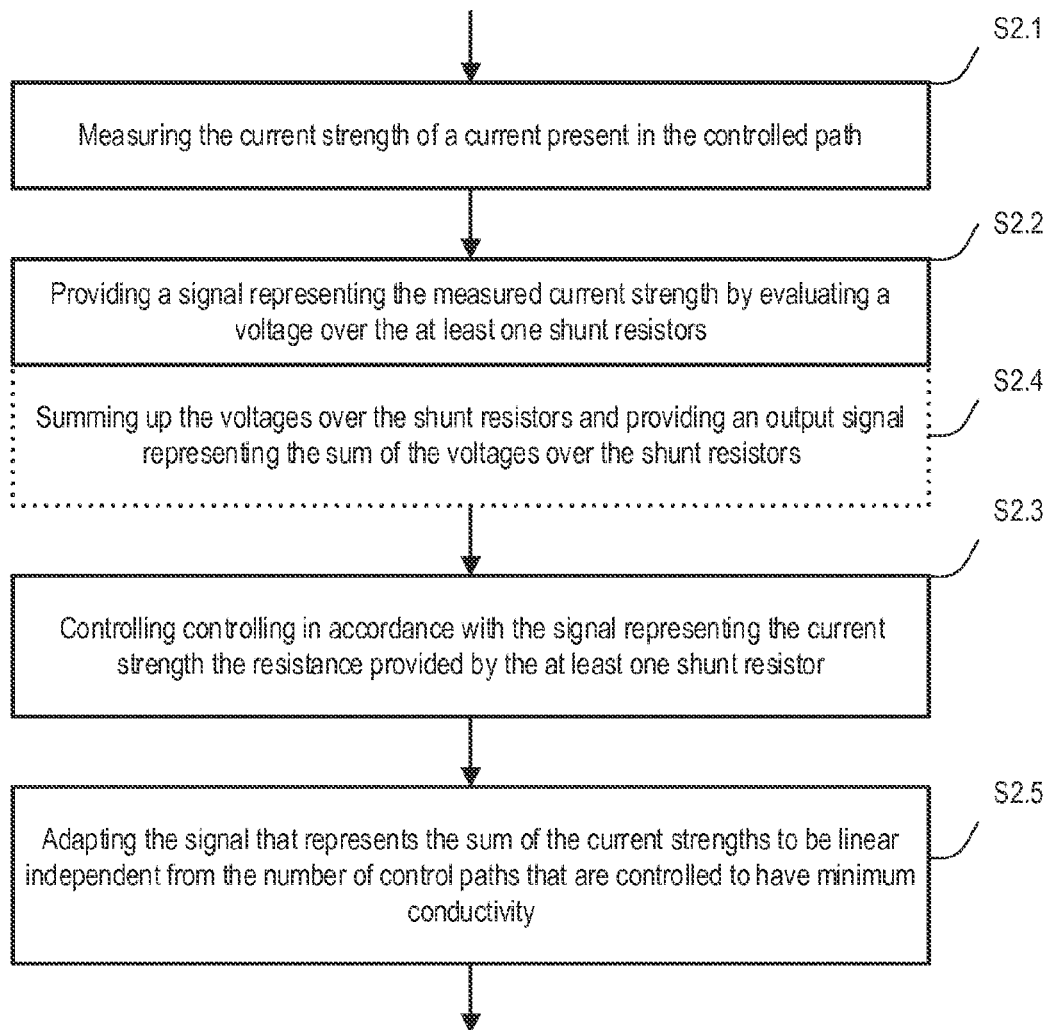 S2.1
Measuring the current strength of a current present in the controlled path
S2.2
Providing a signal representing the measured current strength by evaluating a
voltage over the at least one shunt resistors
S2.4
Summing up the voltages over the shunt resistors and providing an output signal
representing the sum of the voltages over the shunt resistors
S2.3
Controlling controlling in accordance with the signal representing the current
strength the resistance provided by the at least one shunt resistor
S2.5
Adapting the signal that represents the sum of the current strengths to be linear
independent from the number of control paths that are controlled to have minimum
conductivity